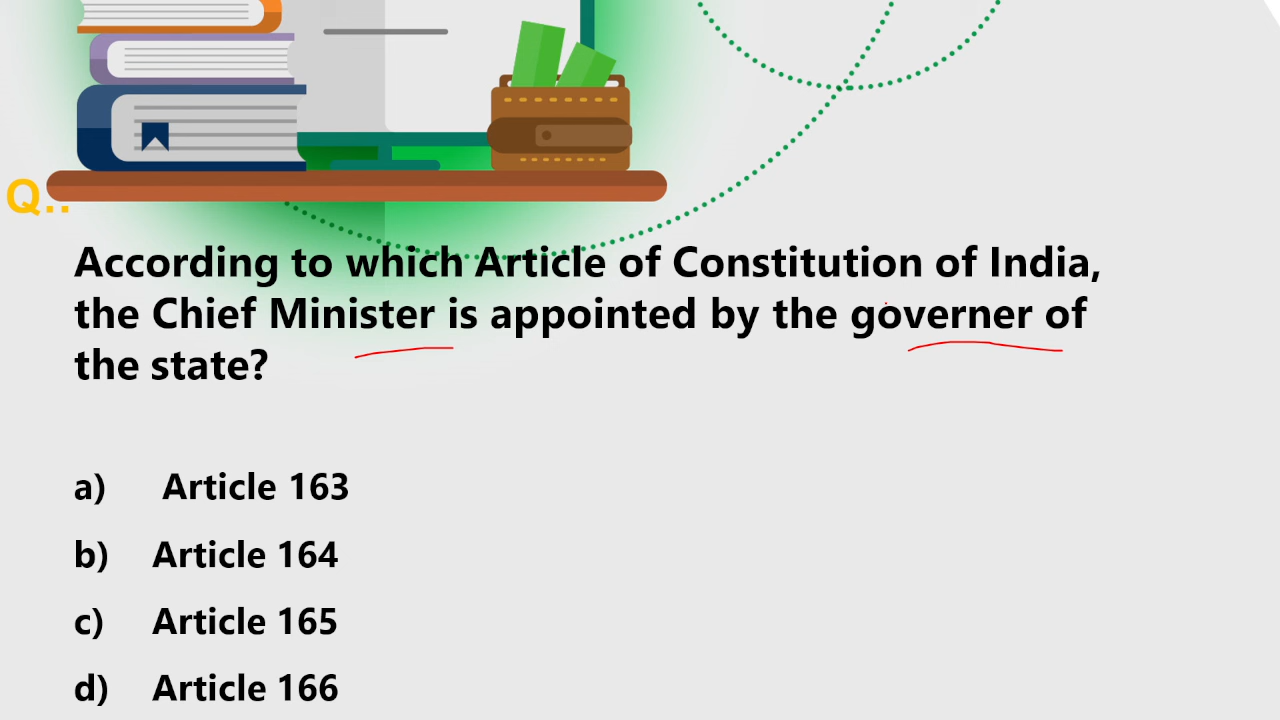 Q..
According to which Article of Constitution of India,
the Chief Minister is appointed by the governer of
the state?
a) Article 163
b) Article 164
c) Article 165
d) Article 166